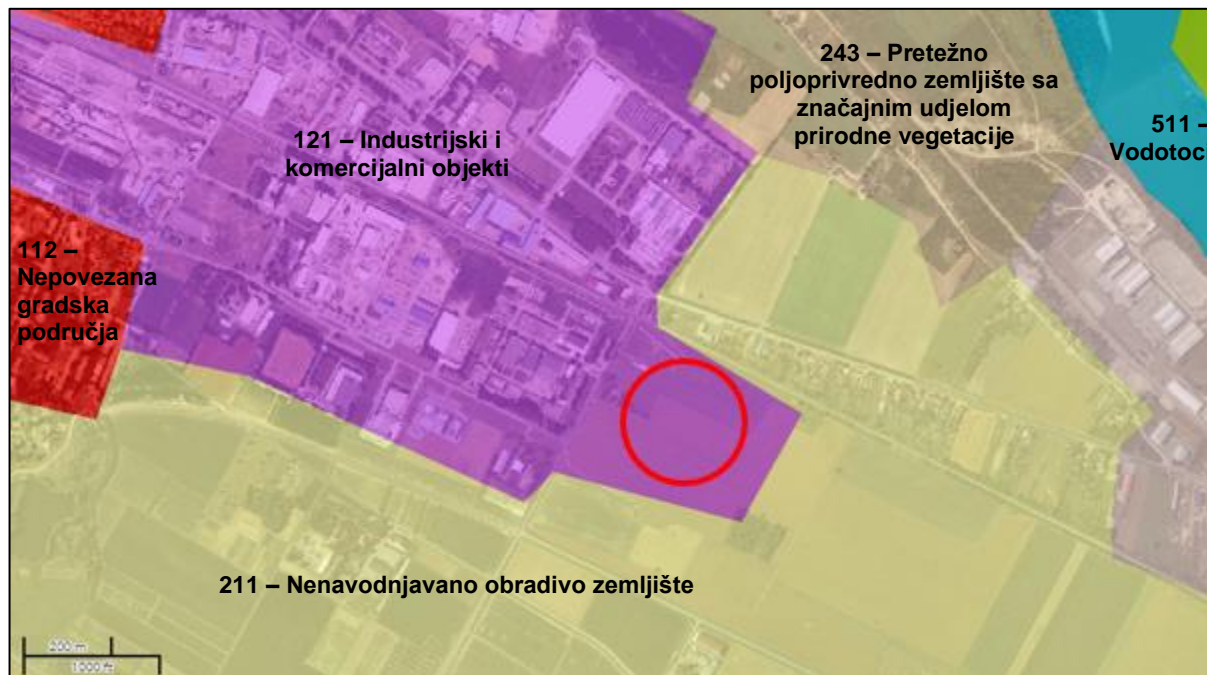 243 – Pretežno
poljoprivredno zemljište sa
značajnim udjelom
prirodne vegetacije
511 –
Vodotoc
121 – Industrijski i
komercijalni objekti
112 –
Nepovezana
gradska
područja
211 – Nenavodnjavano obradivo zemljište
200 m
1000 ft